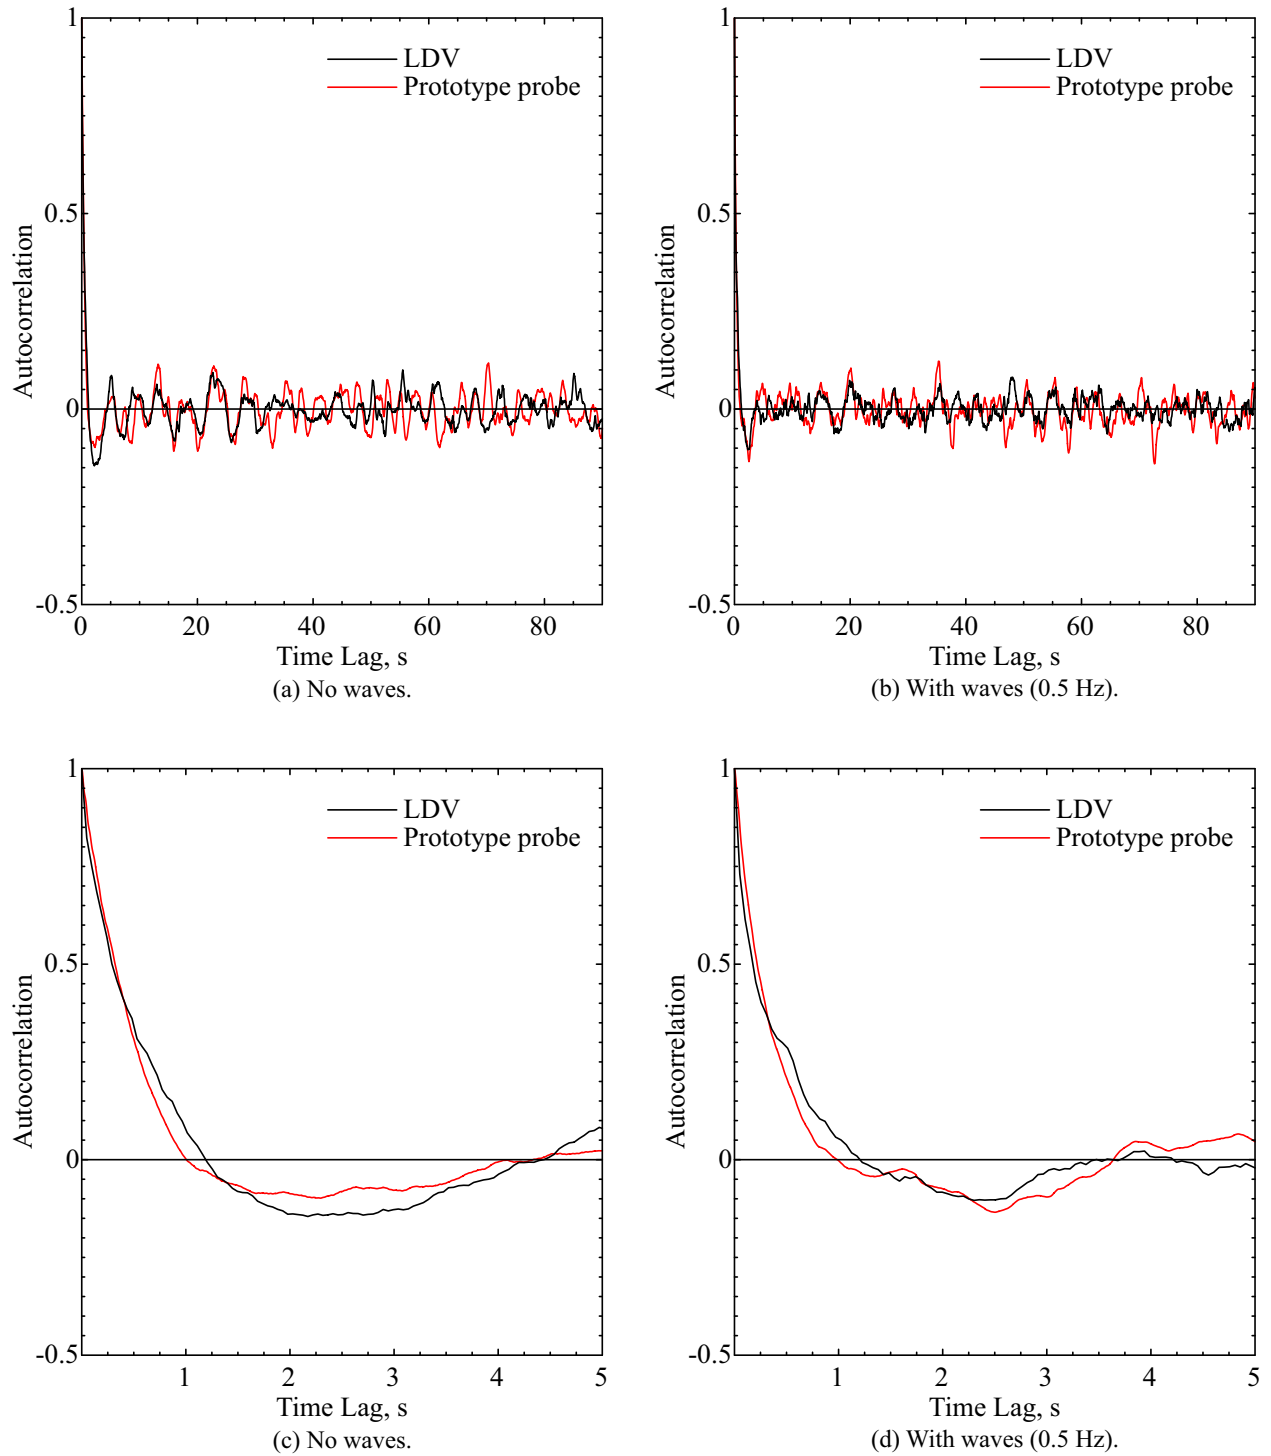 1
LDV
Prototype probe
0.5
Autocorrelation
0
-0.5
0 20 40 60 80
Time Lag, s
(a) No waves.
1
LDV
Prototype probe
0.5
Autocorrelation
0
-0.5
0 20 40 60 80
Time Lag, s
(b) With waves (0.5 Hz).
1
LDV
Prototype probe
0.5
Autocorrelation
0
-0.5
1 2 3 4 5
Time Lag, s
(c) No waves.
1
LDV
Prototype probe
0.5
Autocorrelation
0
-0.5
1 2 3 4 5
Time Lag, s
(d) With waves (0.5 Hz).